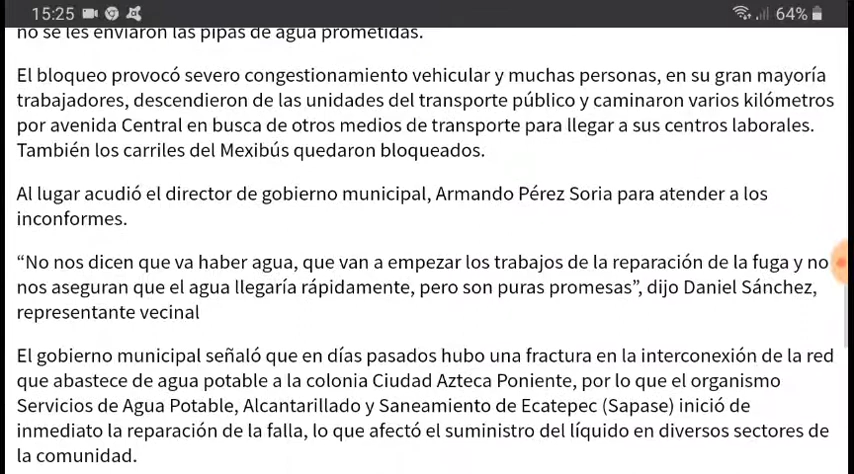 15:25 64%
no se les enviaron las pipas de agua prometidas.
El bloqueo provocó severo congestionamiento vehicular y muchas personas, en su gran mayoría
trabajadores, descendieron de las unidades del transporte público y caminaron varios kilómetros
por avenida Central en busca de otros medios de transporte para llegar a sus centros laborales.
También los carriles del Mexibús quedaron bloqueados.
Al lugar acudió el director de gobierno municipal, Armando Pérez Soria para atender a los
inconformes.
“No nos dicen que va haber agua, que van a empezar los trabajos de la reparación de la fuga y no
nos aseguran que el agua llegaría rápidamente, pero son puras promesas”, dijo Daniel Sánchez,
representante vecinal
El gobierno municipal señaló que en días pasados hubo una fractura en la interconexión de la red
que abastece de agua potable a la colonia Ciudad Azteca Poniente, por lo que el organismo
Servicios de Agua Potable, Alcantarillado y Saneamiento de Ecatepec (Sapase) inició de
inmediato la reparación de la falla, lo que afectó el suministro del líquido en diversos sectores de
la comunidad.